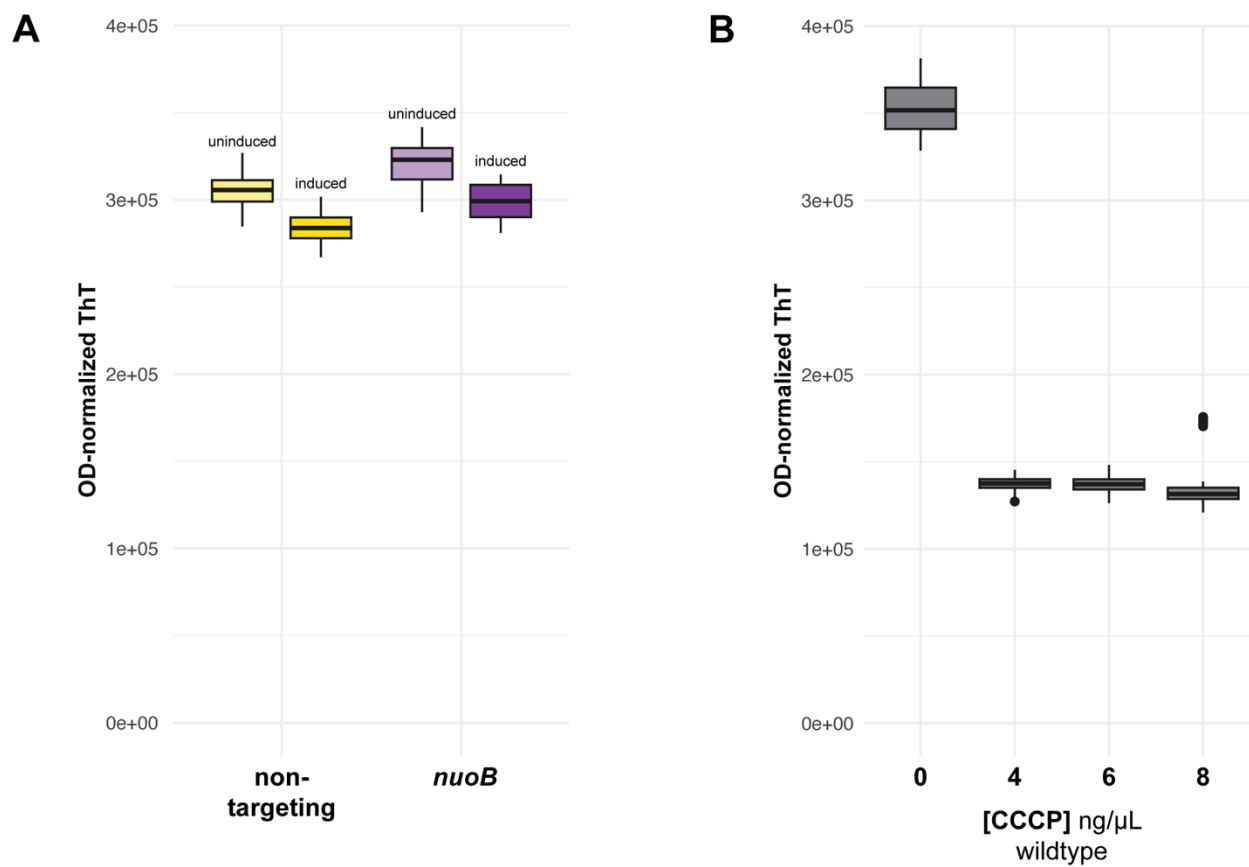 A
4e+05
3e+05
2e+05
1e+05
0e+00
OD-normalized ThT
uninduced
induced
uninduced
induced
non-
targeting
nuoB
B
4e+05
3e+05
2e+05
1e+05
0e+00
OD-normalized ThT
0 4 6 8
[CCCP] ng/µL
wildtype